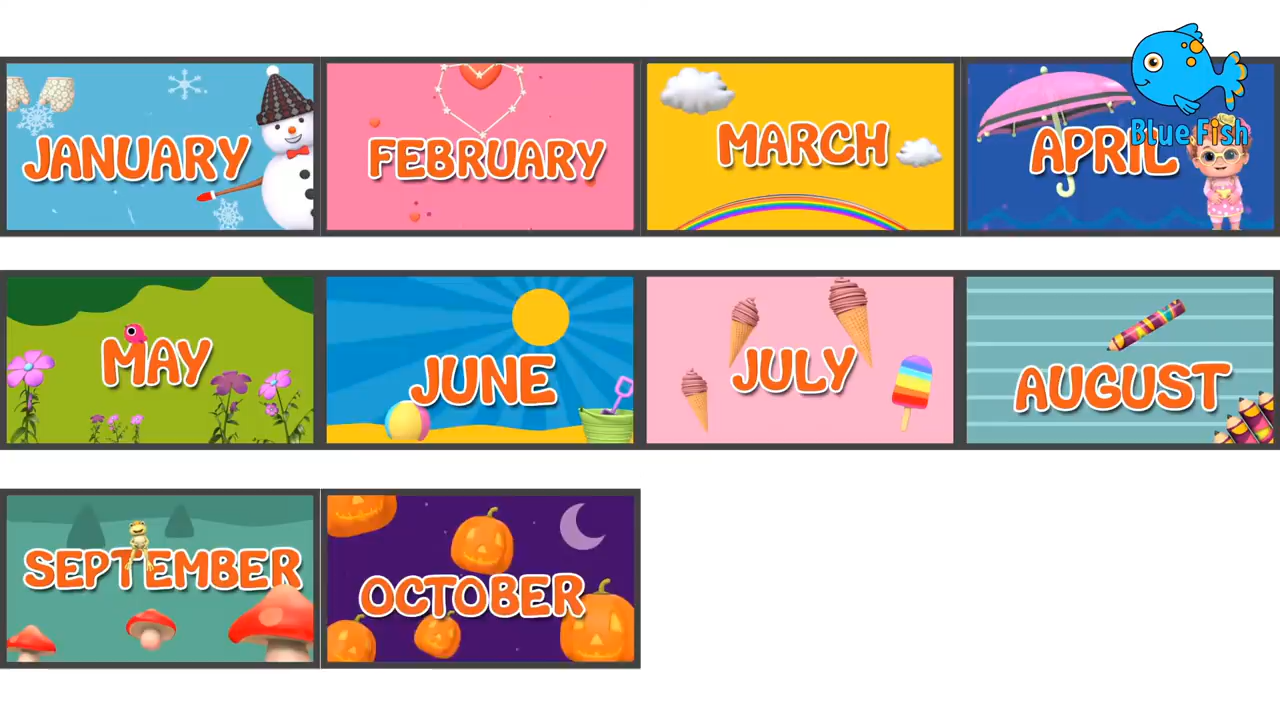 JANUARY
FEBRUARY
MARCH
APRIL
Blue Fish
MAY
JUNE
JULY
AUGUST
SEPTEMBER
OCTOBER